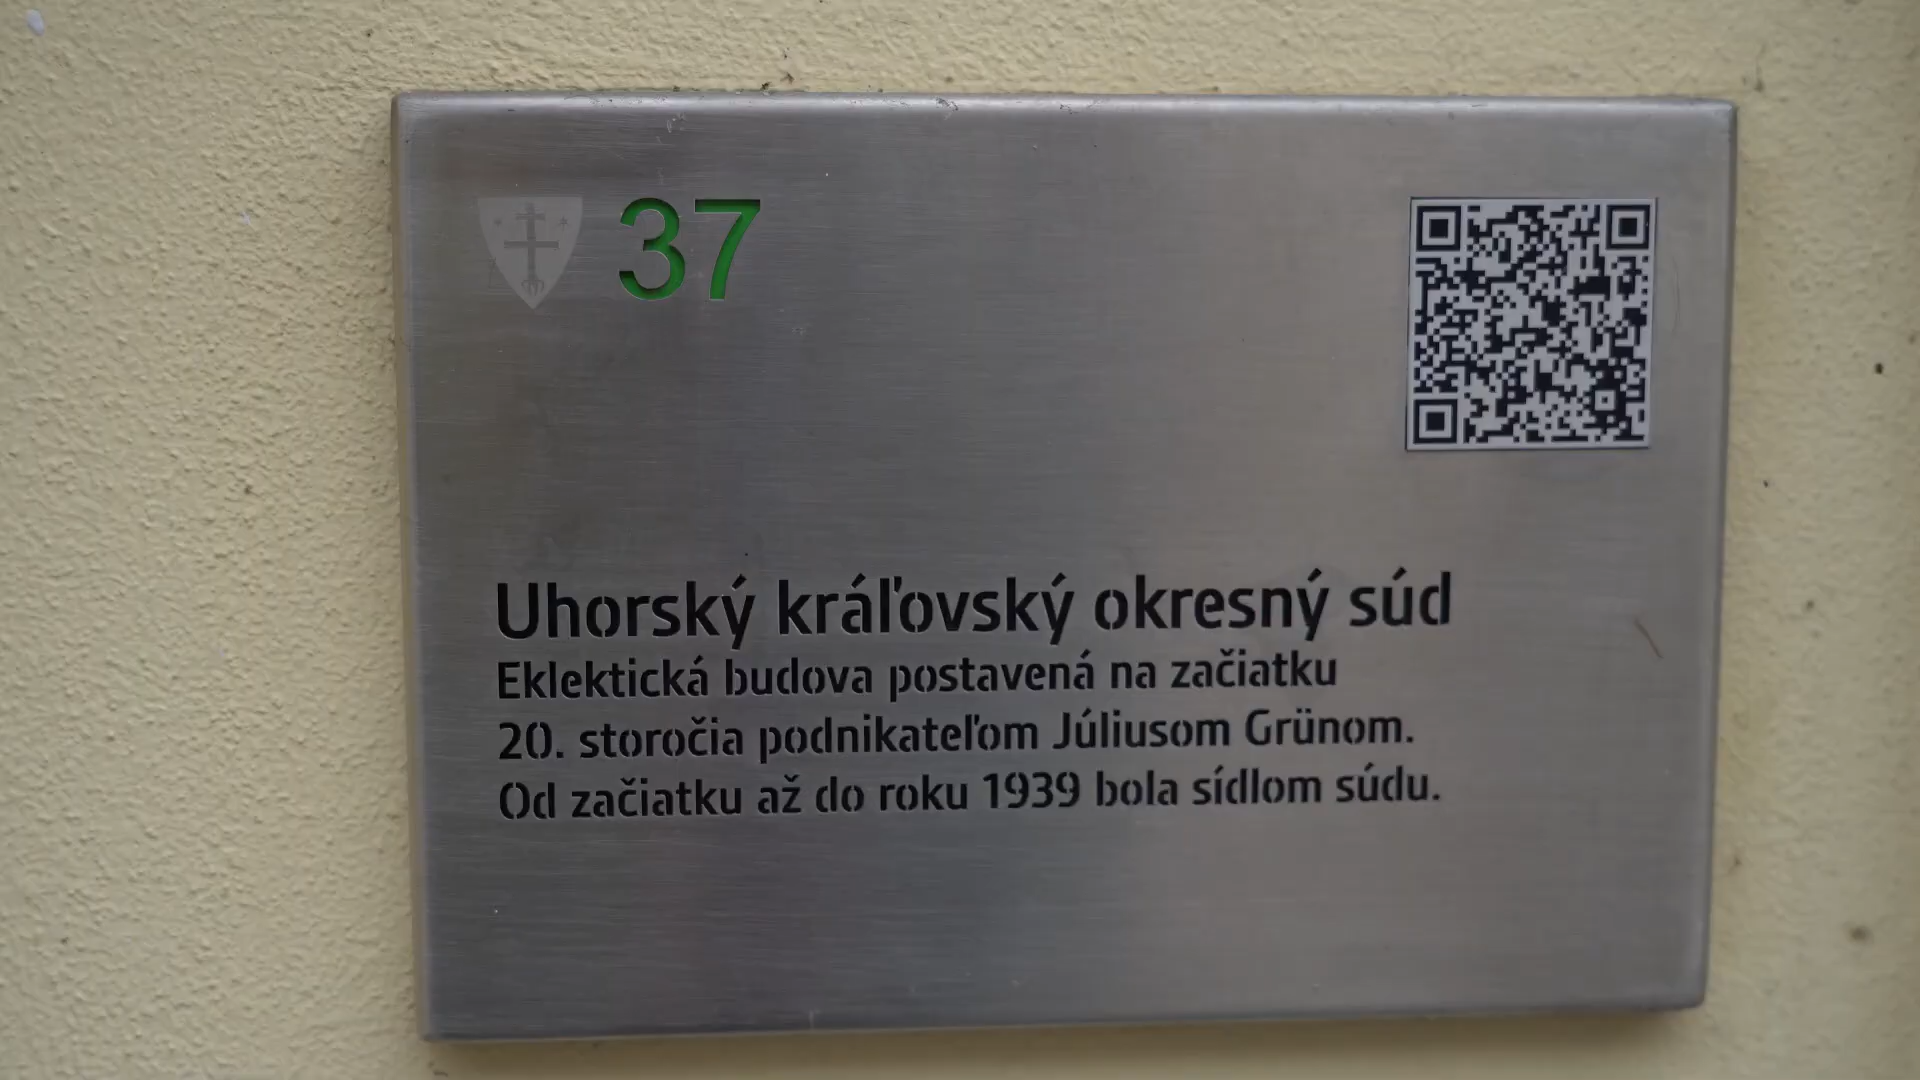 37
Uhorský kráľovský okresný súd
Eklektická budova postavená na začiatku
20. storočia podnikateľom Júliusom Grünom.
Od začiatku až do roku 1939 bola sídlom súdu.